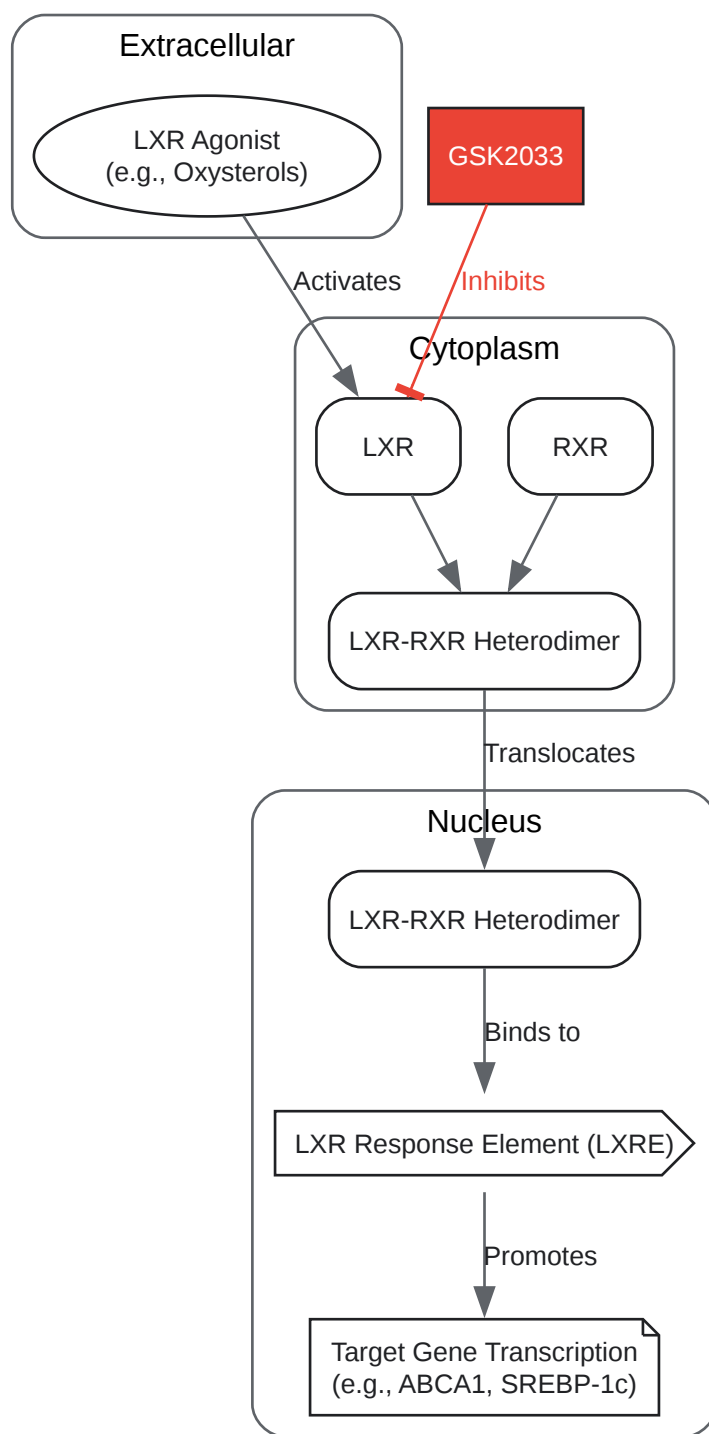 Extracellular
LXR Agonist
(e.g., Oxysterols)
GSK2033
Activates
Inhibits
Cytoplasm
LXR
RXR
LXR-RXR Heterodimer
Translocates
Nucleus
LXR-RXR Heterodimer
Binds to
LXR Response Element (LXRE)
Promotes
Target Gene Transcription
(e.g., ABCA1, SREBP-1c)